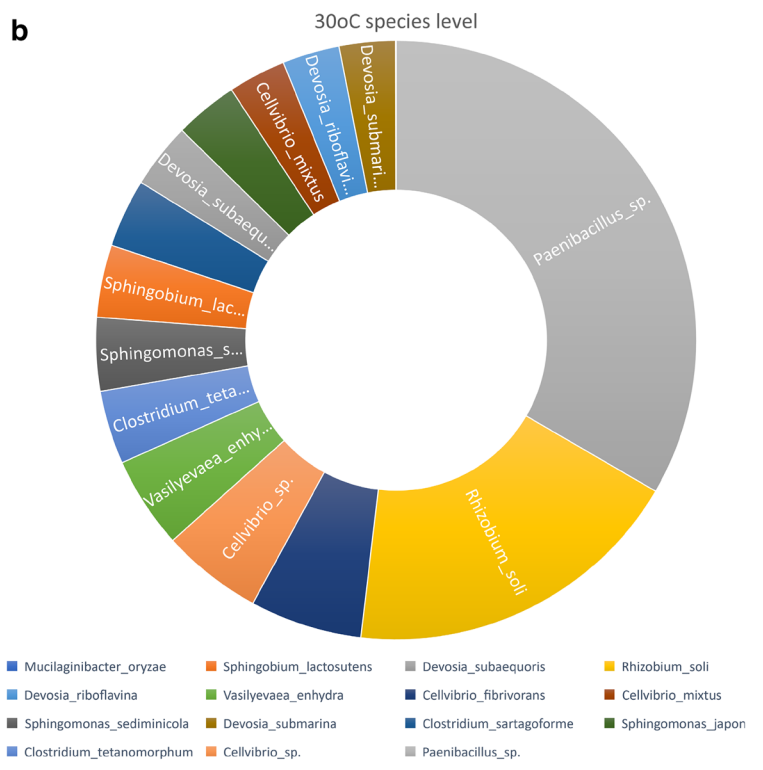 b
30oC species level
Paenibacillus_sp.
Rhizobium_soli
Cellvibrio_sp.
Vasilyevaea_enhy...
Clostridium_teta...
Sphingomonas_s...
Sphingobium_lac...
Devosia_subaequ...
Cellvibrio_mixtus
Devosia_riboflavi...
Devosia_submari...
Mucilaginibacter_oryzae Sphingobium_lactosutens Devosia_subaequoris Rhizobium_soli
Devosia_riboflavina Vasilyevaea_enhydra Cellvibrio_fibrivorans Cellvibrio_mixtus
Sphingomonas_sediminicola Devosia_submarina Clostridium_sartagoforme Sphingomonas_japon
Clostridium_tetanomorphum Cellvibrio_sp. Paenibacillus_sp.